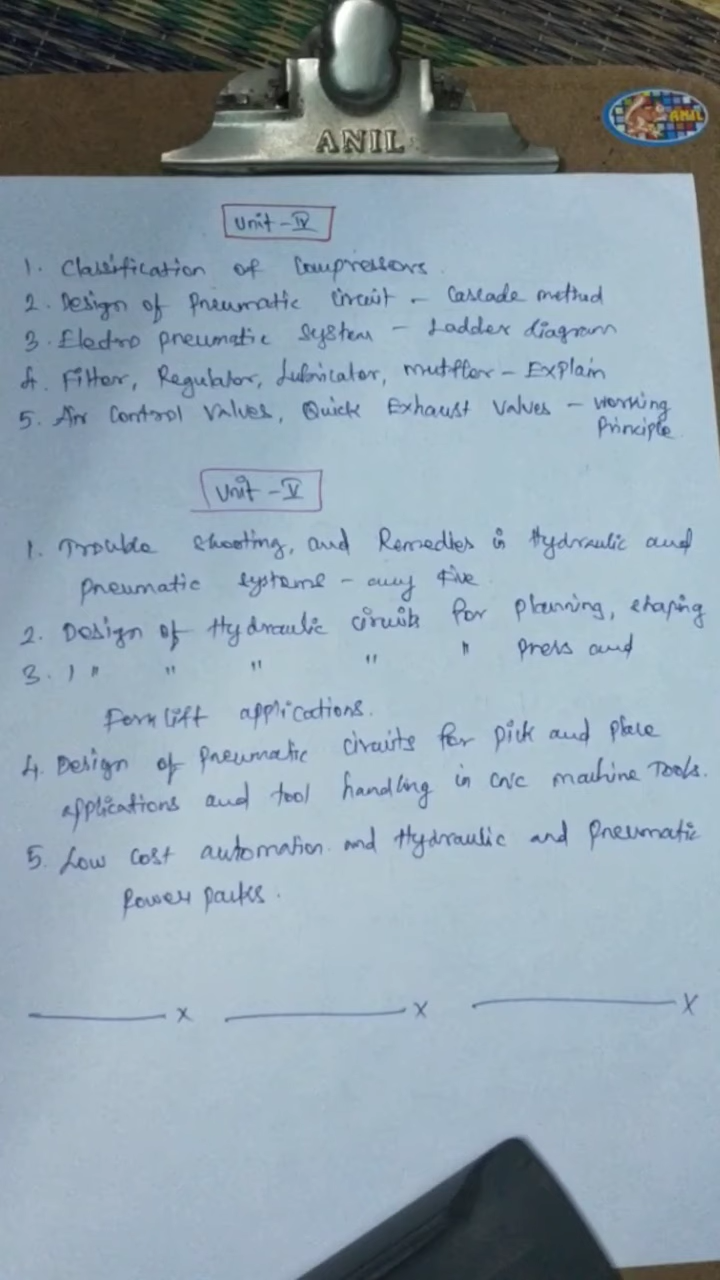 ANIL
ANIL
Unit - IV
1. Classification of Compressors.
2. Design of Pneumatic Circuit - Cascade method
3. Electro pneumatic System - Ladder diagram
4. Filter, Regulator, Lubricator, muffler - Explain
5. Air Control Valves, Quick Exhaust Valves - working
Principle
Unit - V
1. Trouble shooting, and Remedies in Hydraulic and
pneumatic systems - any five
2. Design of Hydraulic circuits for planning, shaping
3. " " " " " press and
Fork lift applications.
4. Design of pneumatic circuits for pick and place
applications and tool handling in CNC machine Tools.
5. Low cost automation and Hydraulic and pneumatic
Power packs.
x x x